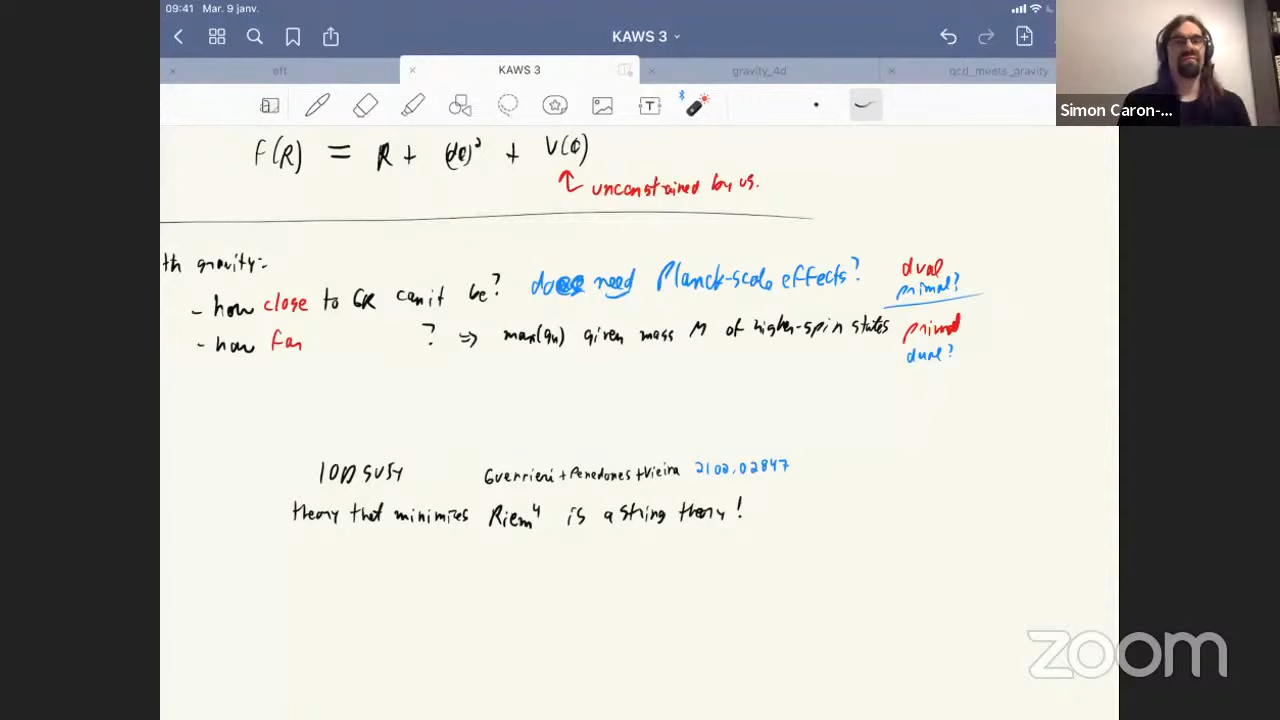 09:41 Mar. 9 janv.
KAWS 3
eft
KAWS 3
gravity_4d
qcd_meets_gravity
Simon Caron-...
F(R) = R + (∂φ)² + V(φ)
unconstrained by us.
th gravity:-
- how close to GR can it be? does need Planck-scale effects? dual primal?
- how far ? ⇒ max(gn) given mass M of higher-spin states primal dual?
10D SUSY Guerrieri + Penedones + Vieira 2102.02847
theory that minimizes Riem⁴ is a string theory!
zoom